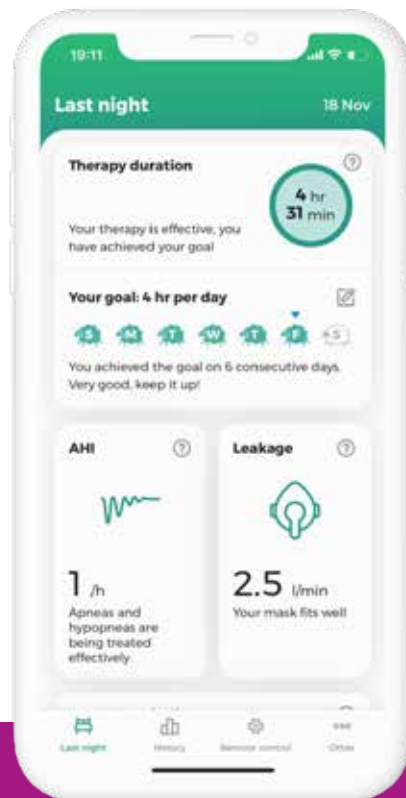 19:11
Last night 18 Nov
Therapy duration ?
4 hr
31 min
Your therapy is effective, you
have achieved your goal
Your goal: 4 hr per day
S M T W T F S
You achieved the goal on 6 consecutive days.
Very good, keep it up!
AHI ? Leakage ?
1 /h 2.5 l/min
Apneas and Your mask fits well
hypopneas are
being treated
effectively
Last night History Remote control Other